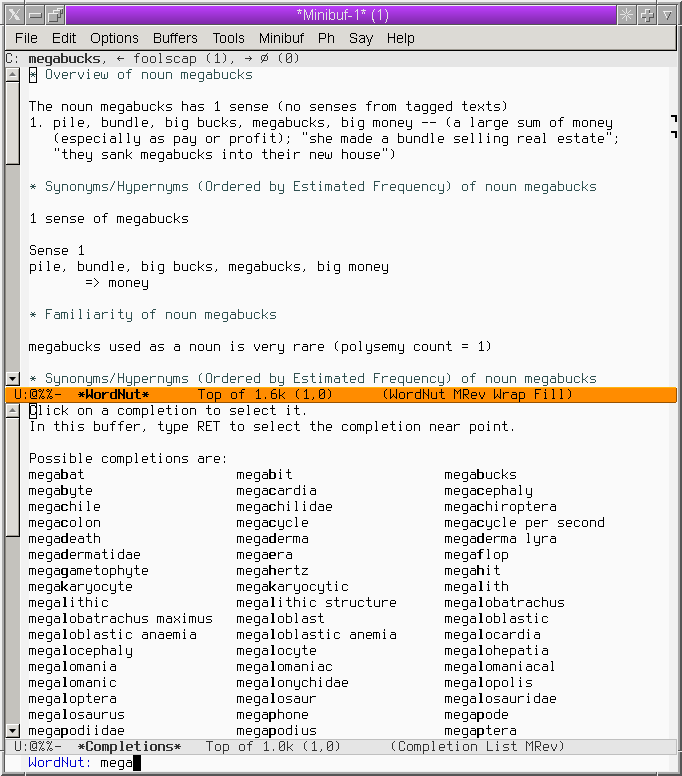 *Minibuf-1* (1)
File Edit Options Buffers Tools Minibuf Ph Say Help
C: megabucks, ← foolscap (1), → ∅ (0)
* Overview of noun megabucks
The noun megabucks has 1 sense (no senses from tagged texts)
1. pile, bundle, big bucks, megabucks, big money -- (a large sum of money
(especially as pay or profit); "she made a bundle selling real estate";
"they sank megabucks into their new house")
* Synonyms/Hypernyms (Ordered by Estimated Frequency) of noun megabucks
1 sense of megabucks
Sense 1
pile, bundle, big bucks, megabucks, big money
=> money
* Familiarity of noun megabucks
megabucks used as a noun is very rare (polysemy count = 1)
* Synonyms/Hypernyms (Ordered by Estimated Frequency) of noun megabucks
U:@%%- *WordNut* Top of 1.6k (1,0) (WordNut MRev Wrap Fill)
Click on a completion to select it.
In this buffer, type RET to select the completion near point.
Possible completions are:
megabat megabit megabucks
megabyte megacardia megacephaly
megachile megachilidae megachiroptera
megacolon megacycle megacycle per second
megadeath megaderma megaderma lyra
megadermatidae megaera megaflop
megagametophyte megahertz megahit
megakaryocyte megakaryocytic megalith
megalithic megalithic structure megalobatrachus
megalobatrachus maximus megaloblast megaloblastic
megaloblastic anaemia megaloblastic anemia megalocardia
megalocephaly megalocyte megalohepatia
megalomania megalomaniac megalomaniacal
megalomanic megalonychidae megalopolis
megaloptera megalosaur megalosauridae
megalosaurus megaphone megapode
megapodiidae megapodius megaptera
U:@%%- *Completions* Top of 1.0k (1,0) (Completion List MRev)
WordNut: mega